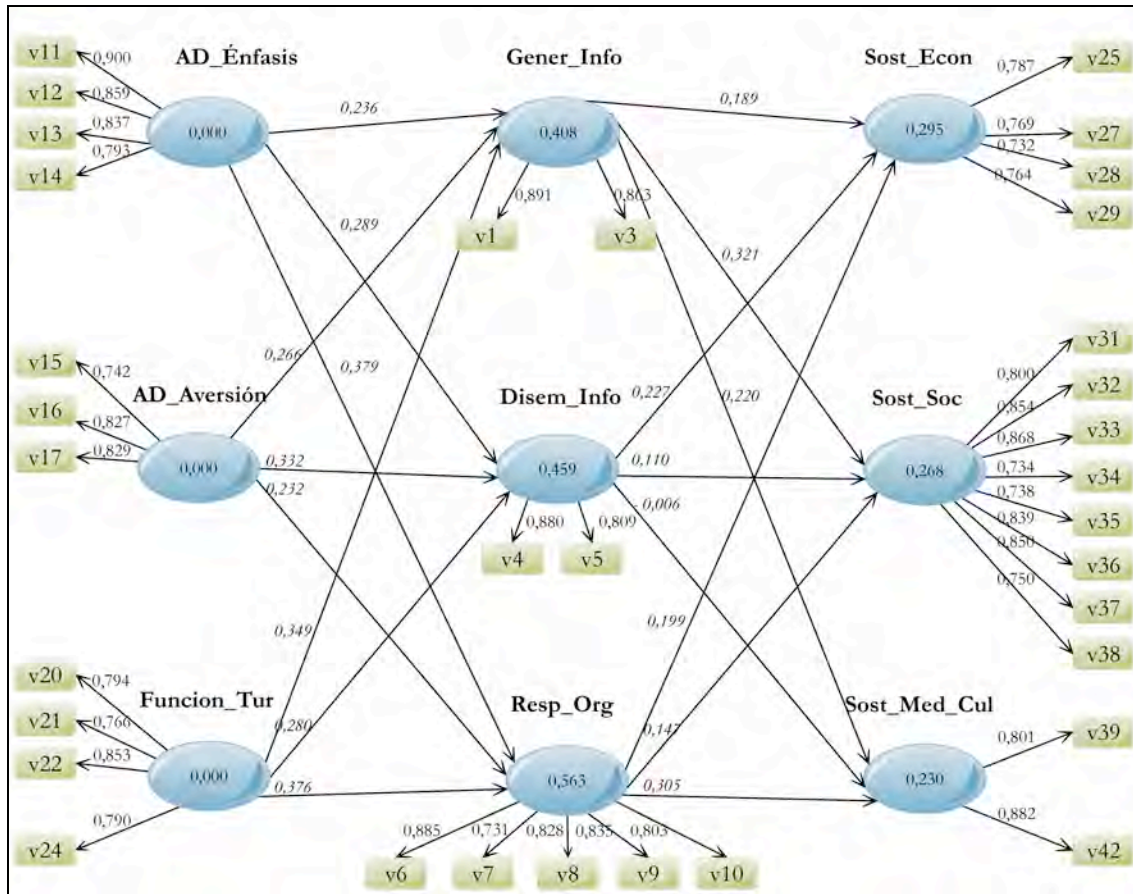 AD_Énfasis
Gener_Info
Sost_Econ
v11
v12
v13
v14
0,900
0,859
0,837
0,793
0,000
0,236
0,289
0,379
0,408
0,891
0,863
v1
v3
0,189
0,321
0,220
0,295
0,787
0,769
0,732
0,764
v25
v27
v28
v29
AD_Aversión
Disem_Info
Sost_Soc
v15
v16
v17
0,742
0,827
0,829
0,000
0,266
0,332
0,232
0,459
0,880
0,809
v4
v5
0,227
0,110
- 0,006
0,268
0,800
0,854
0,868
0,734
0,738
0,839
0,850
0,750
v31
v32
v33
v34
v35
v36
v37
v38
Funcion_Tur
Resp_Org
Sost_Med_Cul
v20
v21
v22
v24
0,794
0,766
0,853
0,790
0,000
0,349
0,280
0,376
0,563
0,885
0,731
0,828
0,835
0,803
v6
v7
v8
v9
v10
0,199
0,147
0,305
0,230
0,801
0,882
v39
v42